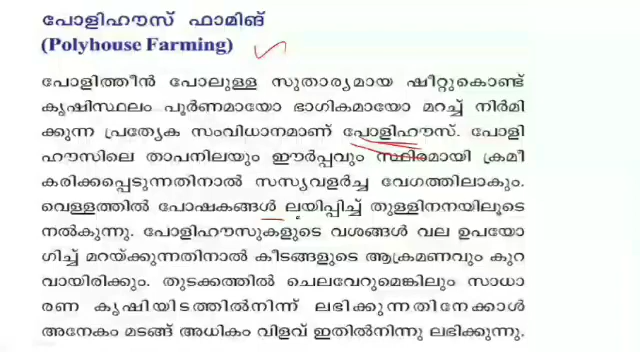 പോളിഹൗസ് ഫാമിങ്
(Polyhouse Farming)
പോളിത്തീൻ പോലുള്ള സുതാര്യമായ ഷീറ്റുകൊണ്ട്
കൃഷിസ്ഥലം പൂർണമായോ ഭാഗികമായോ മറച്ച് നിർമി
ക്കുന്ന പ്രത്യേക സംവിധാനമാണ് പോളിഹൗസ്. പോളി
ഹൗസിലെ താപനിലയും ഈർപ്പവും സ്ഥിരമായി ക്രമീ
കരിക്കപ്പെടുന്നതിനാൽ സസ്യവളർച്ച വേഗത്തിലാകും.
വെള്ളത്തിൽ പോഷകങ്ങൾ ലയിപ്പിച്ച് തുള്ളിനനയിലൂടെ
നൽകുന്നു. പോളിഹൗസുകളുടെ വശങ്ങൾ വല ഉപയോ
ഗിച്ച് മറയ്ക്കുന്നതിനാൽ കീടങ്ങളുടെ ആക്രമണവും കുറ
വായിരിക്കും. തുടക്കത്തിൽ ചെലവേറുമെങ്കിലും സാധാ
രണ കൃഷിയിടത്തിൽനിന്ന് ലഭിക്കുന്നതിനേക്കാൾ
അനേകം മടങ്ങ് അധികം വിളവ് ഇതിൽനിന്നു ലഭിക്കുന്നു.